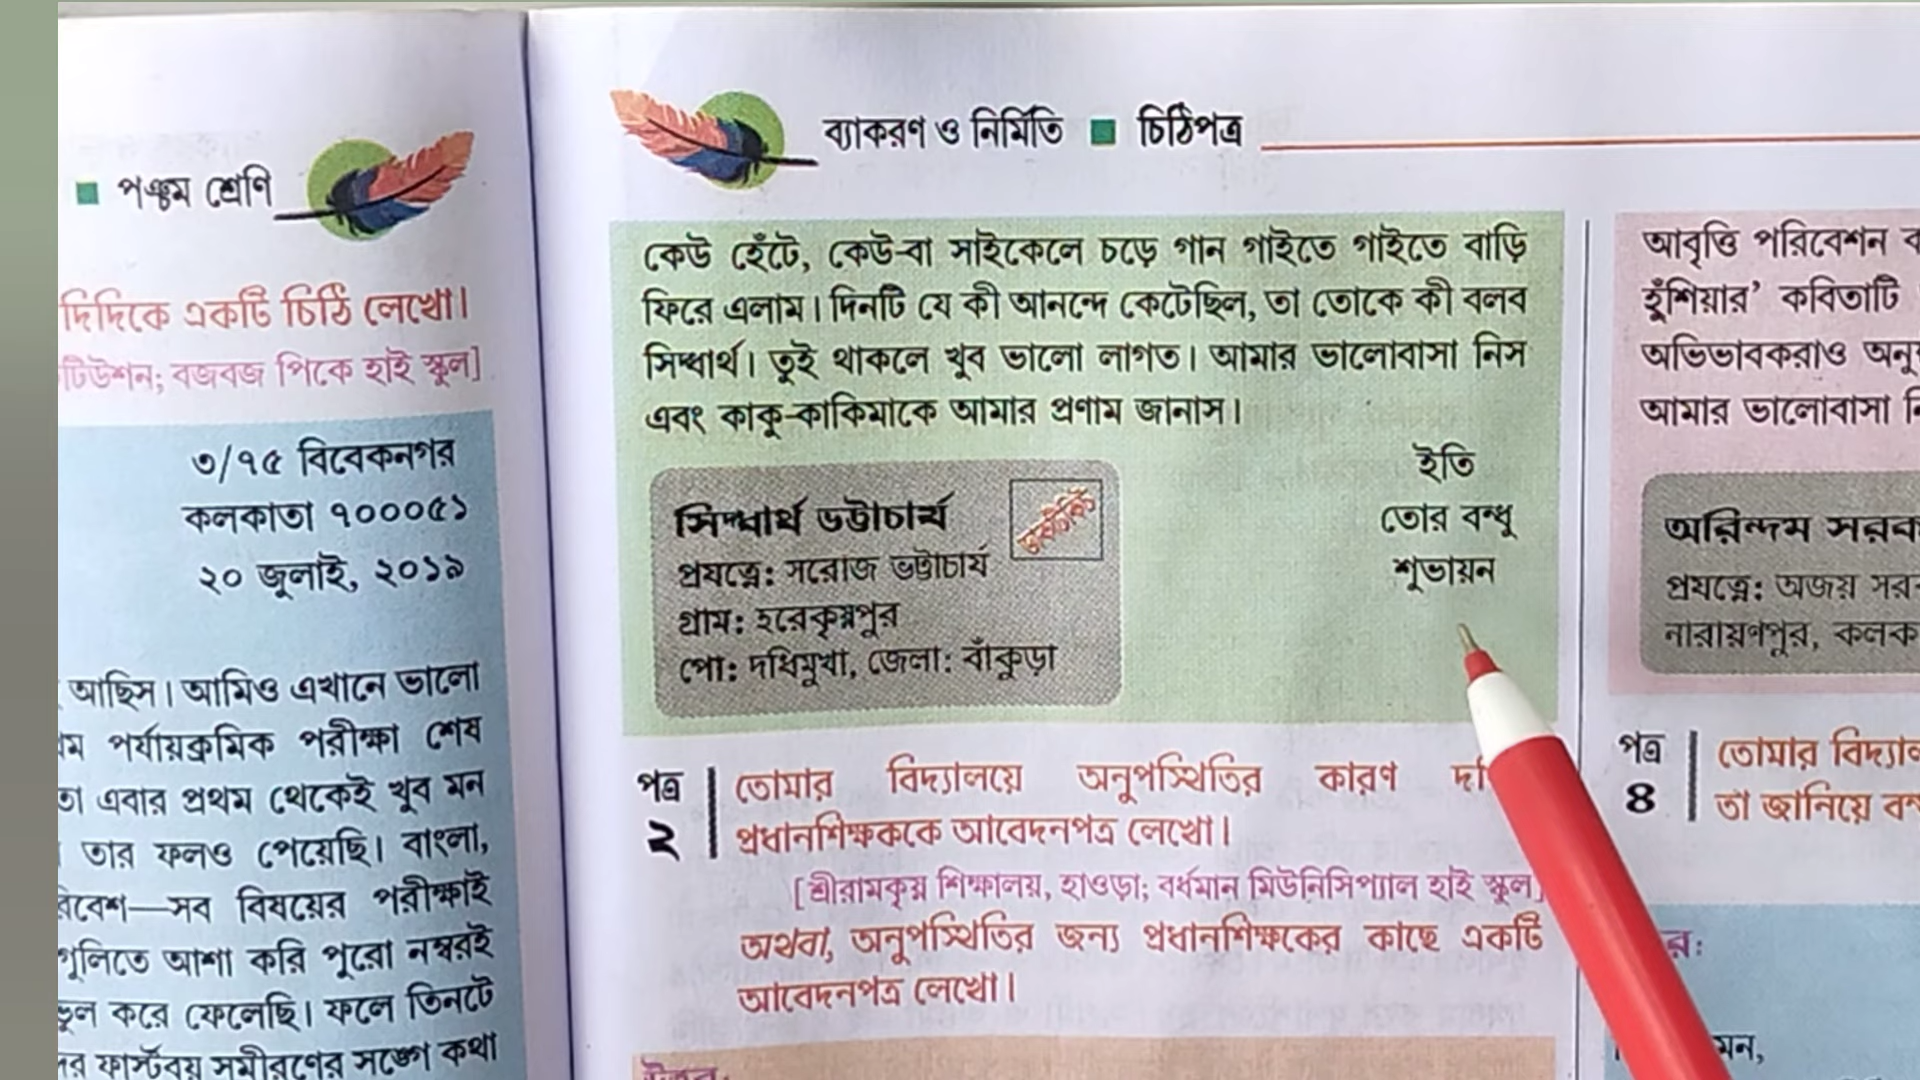 পঞ্চম শ্রেণি
দিদিকে একটি চিঠি লেখো।
বজবজ পিকে হাই স্কুল]
৩/৭৫ বিবেকনগর
কলকাতা ৭০০০৫১
২০ জুলাই, ২০১৯
আছিস। আমিও এখানে ভালো
পর্যায়ক্রমিক পরীক্ষা শেষ
এবার প্রথম থেকেই খুব মন
তার ফলও পেয়েছি। বাংলা,
—সব বিষয়ের পরীক্ষাই
আশা করি পুরো নম্বরই
করে ফেলেছি। ফলে তিনটে
ফার্স্টবয় সমীরণের সঙ্গে কথা
ব্যাকরণ ও নির্মিতি ■ চিঠিপত্র
কেউ হেঁটে, কেউ-বা সাইকেলে চড়ে গান গাইতে গাইতে বাড়ি
ফিরে এলাম। দিনটি যে কী আনন্দে কেটেছিল, তা তোকে কী বলব
সিদ্ধার্থ। তুই থাকলে খুব ভালো লাগত। আমার ভালোবাসা নিস
এবং কাকু-কাকিমাকে আমার প্রণাম জানাস।
ইতি
তোর বন্ধু
শুভায়ন
সিদ্ধার্থ ভট্টাচার্য
ডাকটিকিট
প্রযত্নে: সরোজ ভট্টাচার্য
গ্রাম: হরেকৃষ্ণপুর
পো: দধিমুখা, জেলা: বাঁকুড়া
পত্র ২
তোমার বিদ্যালয়ে অনুপস্থিতির কারণ
প্রধানশিক্ষককে আবেদনপত্র লেখো।
[শ্রীরামকৃষ্ণ শিক্ষালয়, হাওড়া; বর্ধমান মিউনিসিপ্যাল হাই স্কুল]
অথবা, অনুপস্থিতির জন্য প্রধানশিক্ষকের কাছে একটি
আবেদনপত্র লেখো।
আবৃত্তি পরিবেশন
হুঁশিয়ার’ কবিতাটি
অভিভাবকরাও
আমার ভালোবাসা
অরিন্দম
প্রযত্নে: অজয়
নারায়ণপুর,
পত্র ৪
তোমার
তা জানিয়ে